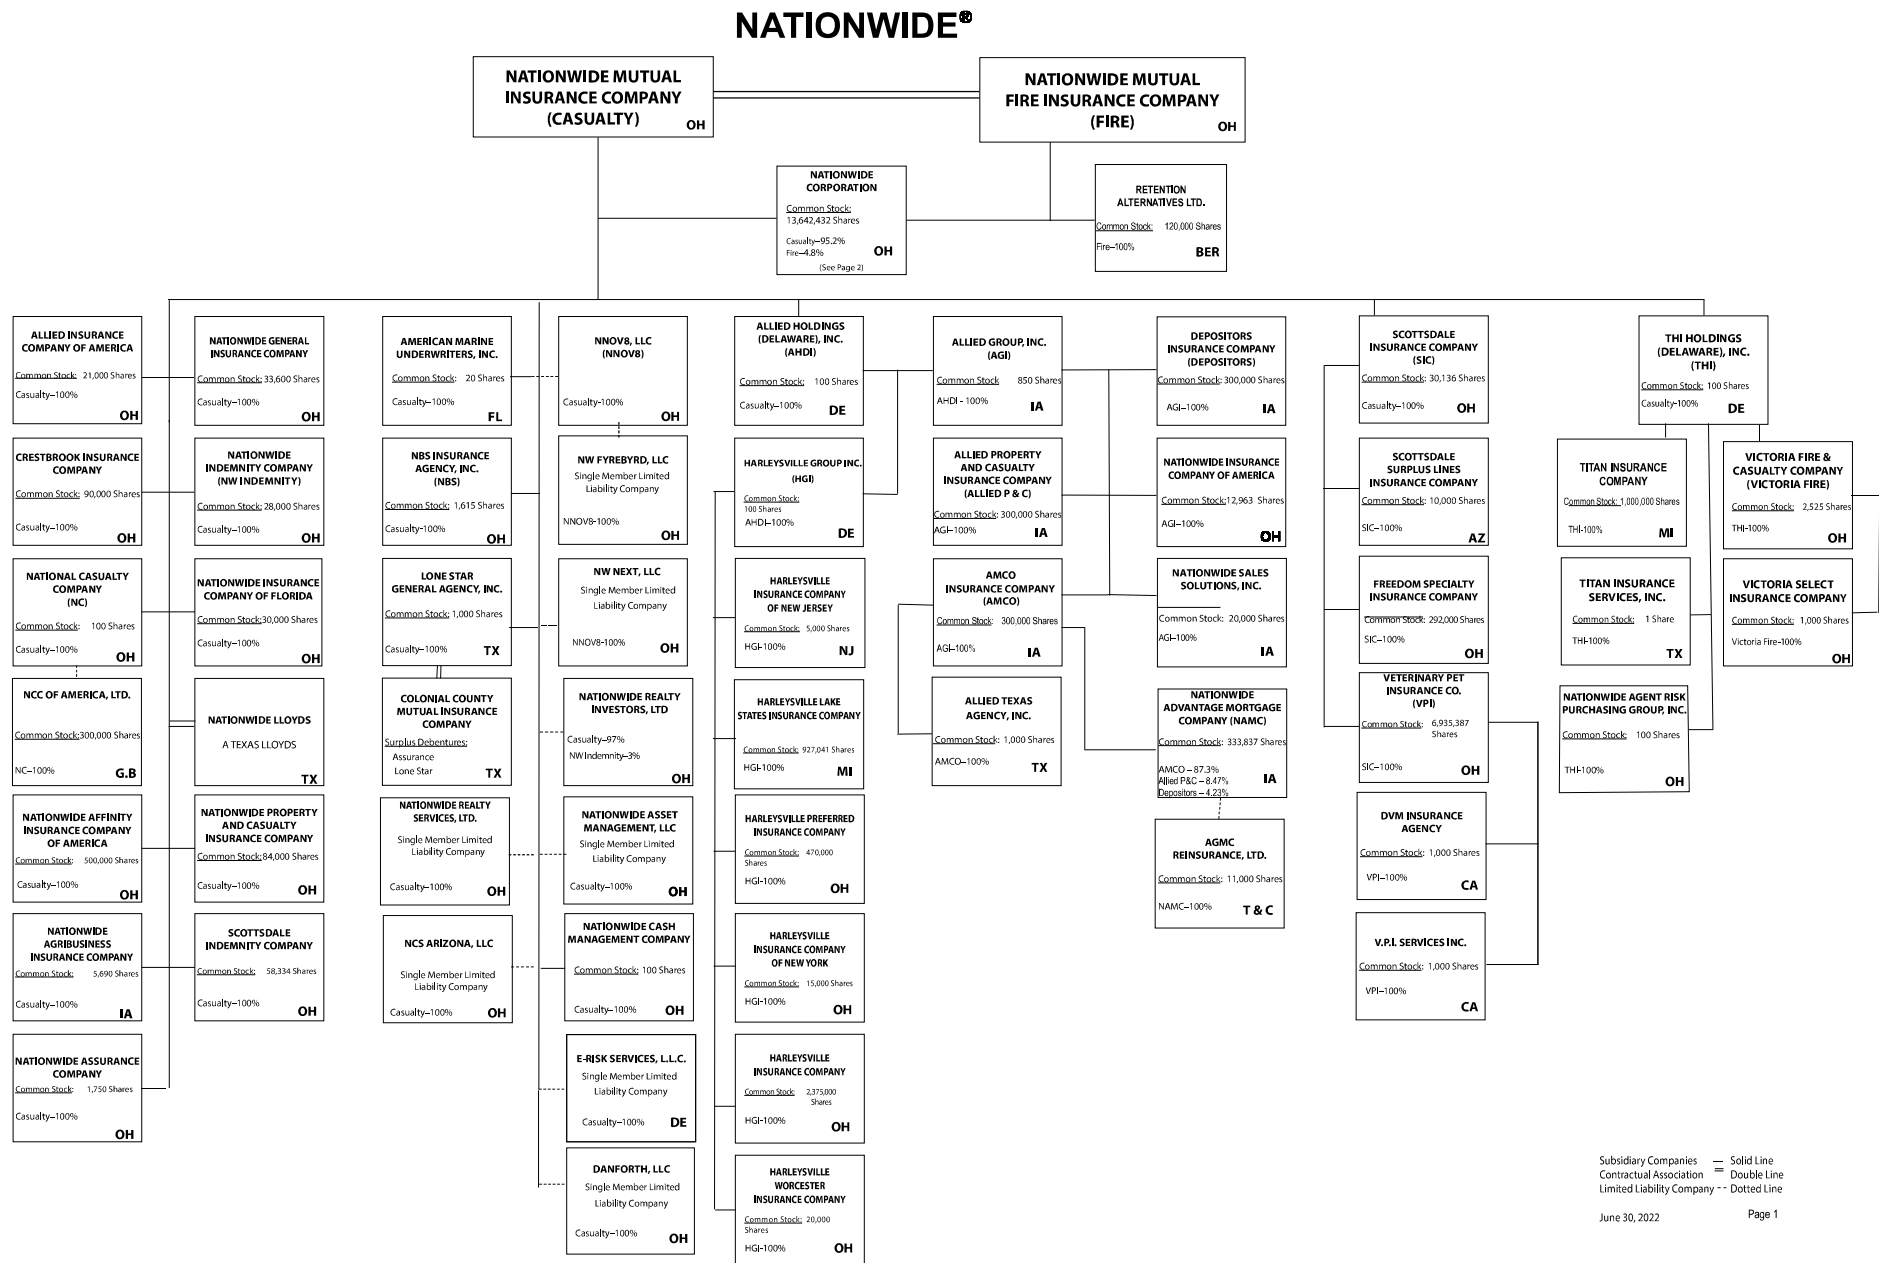 NATIONWIDE®
NATIONWIDE MUTUAL
INSURANCE COMPANY
(CASUALTY)
OH
NATIONWIDE MUTUAL
FIRE INSURANCE COMPANY
(FIRE)
OH
NATIONWIDE
CORPORATION
Common Stock:
13,642,432 Shares
Casualty–95.2%
Fire–4.8%
OH
(See Page 2)
RETENTION
ALTERNATIVES LTD.
Common Stock: 120,000 Shares
Fire–100%
BER
ALLIED INSURANCE
COMPANY OF AMERICA
Common Stock: 21,000 Shares
Casualty–100%
OH
CRESTBROOK INSURANCE
COMPANY
Common Stock: 90,000 Shares
Casualty–100%
OH
NATIONAL CASUALTY
COMPANY
(NC)
Common Stock: 100 Shares
Casualty–100%
OH
NCC OF AMERICA, LTD.
Common Stock:300,000 Shares
NC–100%
G.B
NATIONWIDE AFFINITY
INSURANCE COMPANY
OF AMERICA
Common Stock: 500,000 Shares
Casualty–100%
OH
NATIONWIDE
AGRIBUSINESS
INSURANCE COMPANY
Common Stock: 5,690 Shares
Casualty–100%
IA
NATIONWIDE ASSURANCE
COMPANY
Common Stock: 1,750 Shares
Casualty–100%
OH
NATIONWIDE GENERAL
INSURANCE COMPANY
Common Stock: 33,600 Shares
Casualty–100%
OH
NATIONWIDE
INDEMNITY COMPANY
(NW INDEMNITY)
Common Stock: 28,000 Shares
Casualty–100%
OH
NATIONWIDE INSURANCE
COMPANY OF FLORIDA
Common Stock:30,000 Shares
Casualty–100%
OH
NATIONWIDE LLOYDS
A TEXAS LLOYDS
TX
NATIONWIDE PROPERTY
AND CASUALTY
INSURANCE COMPANY
Common Stock:84,000 Shares
Casualty–100%
OH
SCOTTSDALE
INDEMNITY COMPANY
Common Stock: 58,334 Shares
Casualty–100%
OH
AMERICAN MARINE
UNDERWRITERS, INC.
Common Stock: 20 Shares
Casualty–100%
FL
NBS INSURANCE
AGENCY, INC.
(NBS)
Common Stock: 1,615 Shares
Casualty-100%
OH
LONE STAR
GENERAL AGENCY, INC.
Common Stock: 1,000 Shares
Casualty–100%
TX
COLONIAL COUNTY
MUTUAL INSURANCE
COMPANY
Surplus Debentures:
Assurance
Lone Star
TX
NATIONWIDE REALTY
SERVICES, LTD.
Single Member Limited
Liability Company
Casualty–100%
OH
NCS ARIZONA, LLC
Single Member Limited
Liability Company
Casualty–100%
OH
NNOV8, LLC
(NNOV8)
Casualty-100%
OH
NW FYREBYRD, LLC
Single Member Limited
Liability Company
NNOV8-100%
OH
NW NEXT, LLC
Single Member Limited
Liability Company
NNOV8-100%
OH
NATIONWIDE REALTY
INVESTORS, LTD
Casualty–97%
NW Indemnity–3%
OH
NATIONWIDE ASSET
MANAGEMENT, LLC
Single Member Limited
Liability Company
Casualty–100%
OH
NATIONWIDE CASH
MANAGEMENT COMPANY
Common Stock: 100 Shares
Casualty–100%
OH
E-RISK SERVICES, L.L.C.
Single Member Limited
Liability Company
Casualty–100%
DE
DANFORTH, LLC
Single Member Limited
Liability Company
Casualty–100%
OH
ALLIED HOLDINGS
(DELAWARE), INC.
(AHDI)
Common Stock: 100 Shares
Casualty–100%
DE
HARLEYSVILLE GROUP INC.
(HGI)
Common Stock:
100 Shares
AHDI–100%
DE
HARLEYSVILLE
INSURANCE COMPANY
OF NEW JERSEY
Common Stock: 5,000 Shares
HGI–100%
NJ
HARLEYSVILLE LAKE
STATES INSURANCE COMPANY
Common Stock: 927,041 Shares
HGI-100%
MI
HARLEYSVILLE PREFERRED
INSURANCE COMPANY
Common Stock: 470,000
Shares
HGI–100%
OH
HARLEYSVILLE
INSURANCE COMPANY
OF NEW YORK
Common Stock: 15,000 Shares
HGI–100%
OH
HARLEYSVILLE
INSURANCE COMPANY
Common Stock: 2,375,000
Shares
HGI-100%
OH
HARLEYSVILLE
WORCESTER
INSURANCE COMPANY
Common Stock: 20,000
Shares
HGI-100%
OH
ALLIED GROUP, INC.
(AGI)
Common Stock 850 Shares
AHDI - 100%
IA
ALLIED PROPERTY
AND CASUALTY
INSURANCE COMPANY
(ALLIED P & C)
Common Stock: 300,000 Shares
AGI–100%
IA
AMCO
INSURANCE COMPANY
(AMCO)
Common Stock: 300,000 Shares
AGI–100%
IA
ALLIED TEXAS
AGENCY, INC.
Common Stock: 1,000 Shares
AMCO–100%
TX
DEPOSITORS
INSURANCE COMPANY
(DEPOSITORS)
Common Stock: 300,000 Shares
AGI–100%
IA
NATIONWIDE INSURANCE
COMPANY OF AMERICA
Common Stock:12,963 Shares
AGI–100%
OH
NATIONWIDE SALES
SOLUTIONS, INC.
Common Stock: 20,000 Shares
AGI–100%
IA
NATIONWIDE
ADVANTAGE MORTGAGE
COMPANY (NAMC)
Common Stock: 333,837 Shares
AMCO – 87.3%
Allied P&C – 8.47%
Depositors – 4.23%
IA
AGMC
REINSURANCE, LTD.
Common Stock: 11,000 Shares
NAMC–100%
T & C
SCOTTSDALE
INSURANCE COMPANY
(SIC)
Common Stock: 30,136 Shares
Casualty–100%
OH
SCOTTSDALE
SURPLUS LINES
INSURANCE COMPANY
Common Stock: 10,000 Shares
SIC–100%
AZ
FREEDOM SPECIALTY
INSURANCE COMPANY
Common Stock: 292,000 Shares
SIC–100%
OH
VETERINARY PET
INSURANCE CO.
(VPI)
Common Stock: 6,935,387
Shares
SIC–100%
OH
DVM INSURANCE
AGENCY
Common Stock: 1,000 Shares
VPI–100%
CA
V.P.I. SERVICES INC.
Common Stock: 1,000 Shares
VPI–100%
CA
THI HOLDINGS
(DELAWARE), INC.
(THI)
Common Stock: 100 Shares
Casualty-100%
DE
TITAN INSURANCE
COMPANY
Common Stock: 1,000,000 Shares
THI-100%
MI
TITAN INSURANCE
SERVICES, INC.
Common Stock: 1 Share
THI-100%
TX
NATIONWIDE AGENT RISK
PURCHASING GROUP, INC.
Common Stock: 100 Shares
THI-100%
OH
VICTORIA FIRE &
CASUALTY COMPANY
(VICTORIA FIRE)
Common Stock: 2,525 Shares
THI-100%
OH
VICTORIA SELECT
INSURANCE COMPANY
Common Stock: 1,000 Shares
Victoria Fire-100%
OH
Subsidiary Companies — Solid Line
Contractual Association = Double Line
Limited Liability Company -- Dotted Line
June 30, 2022 Page 1